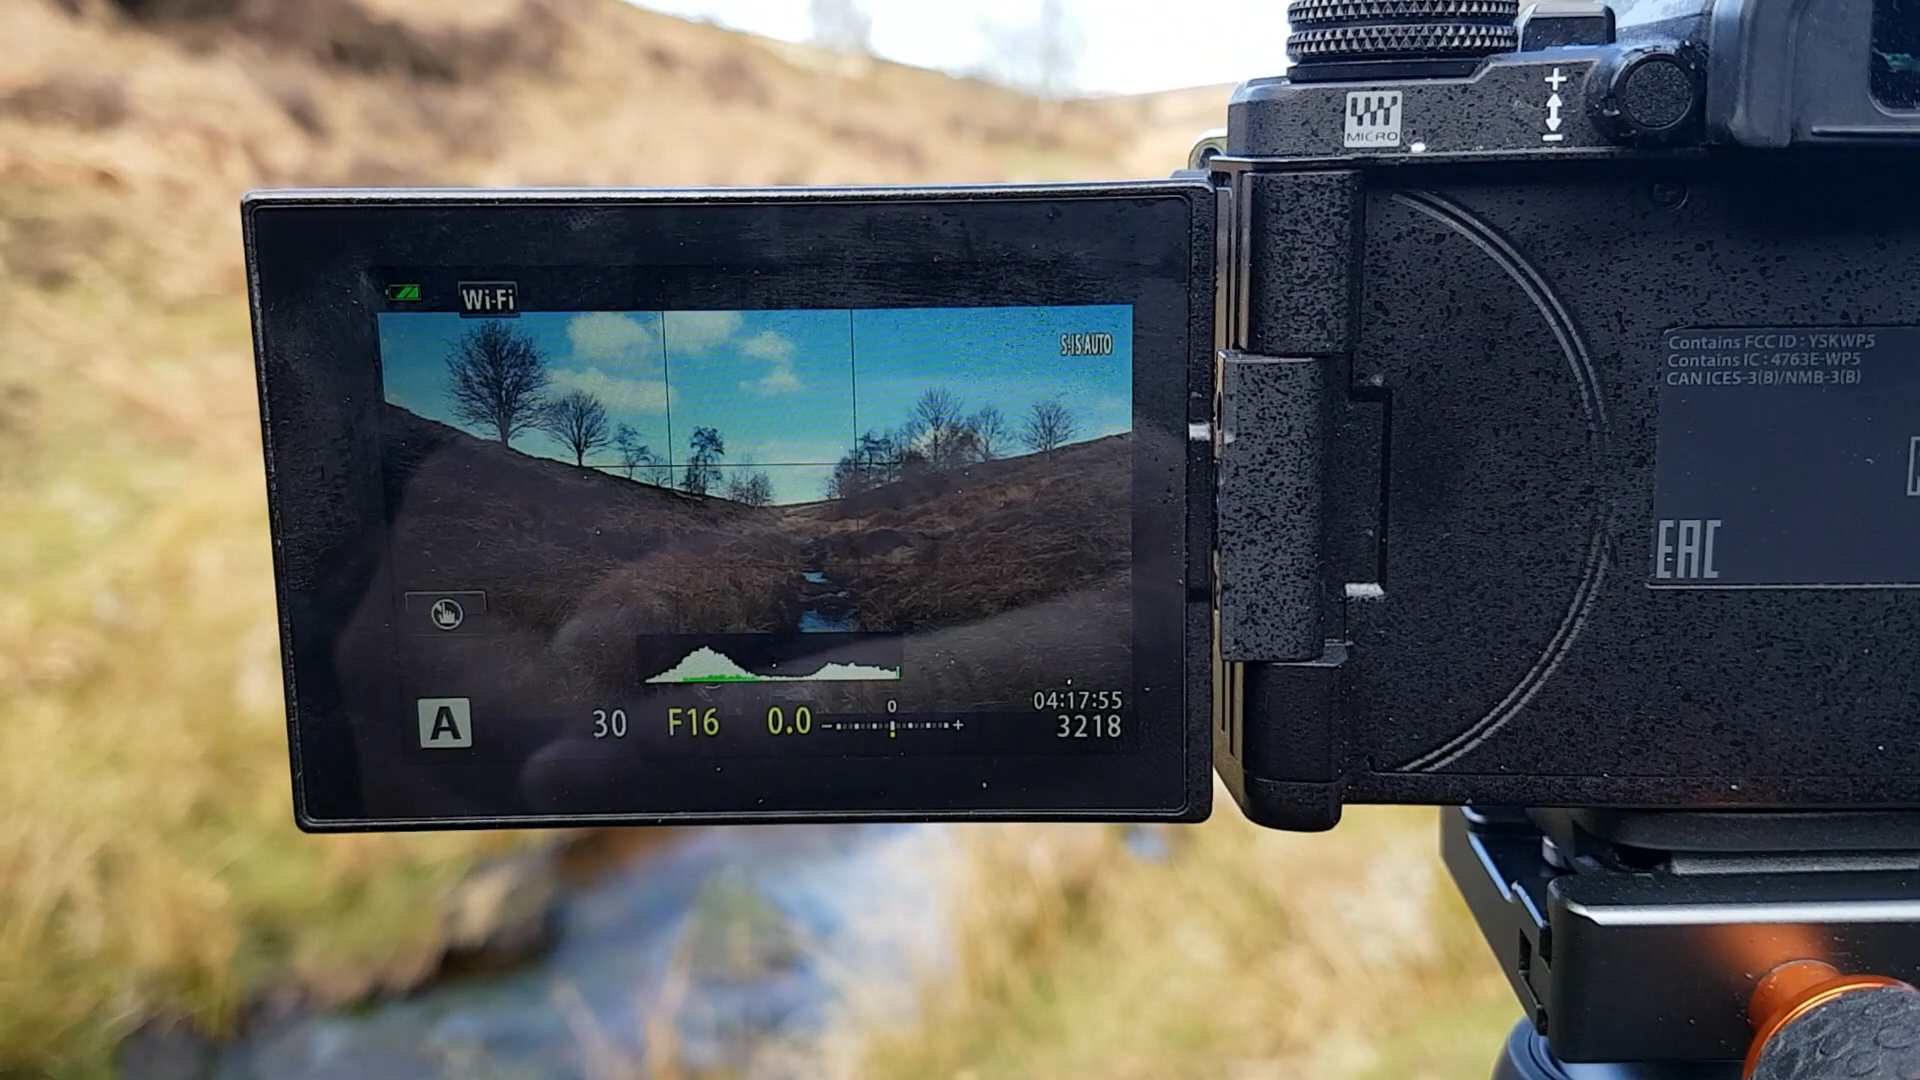 MICRO
+
−
Wi-Fi
S-IS AUTO
Contains FCC ID : YSKWP5
Contains IC : 4763E-WP5
CAN ICES-3(B)/NMB-3(B)
EAC
04:17:55
A
30 F16 0.0 − 0 +
3218